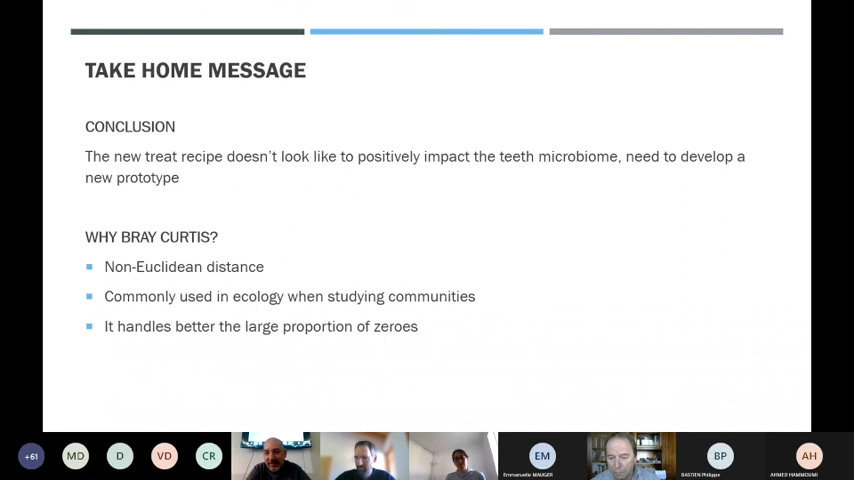 TAKE HOME MESSAGE
CONCLUSION
The new treat recipe doesn't look like to positively impact the teeth microbiome, need to develop a
new prototype
WHY BRAY CURTIS?
Non-Euclidean distance
Commonly used in ecology when studying communities
It handles better the large proportion of zeroes
+61 MD D VD CR EM BP AH
Emmanuelle MAUGER BASTIEN Philippe AHMED HAMMOUMI